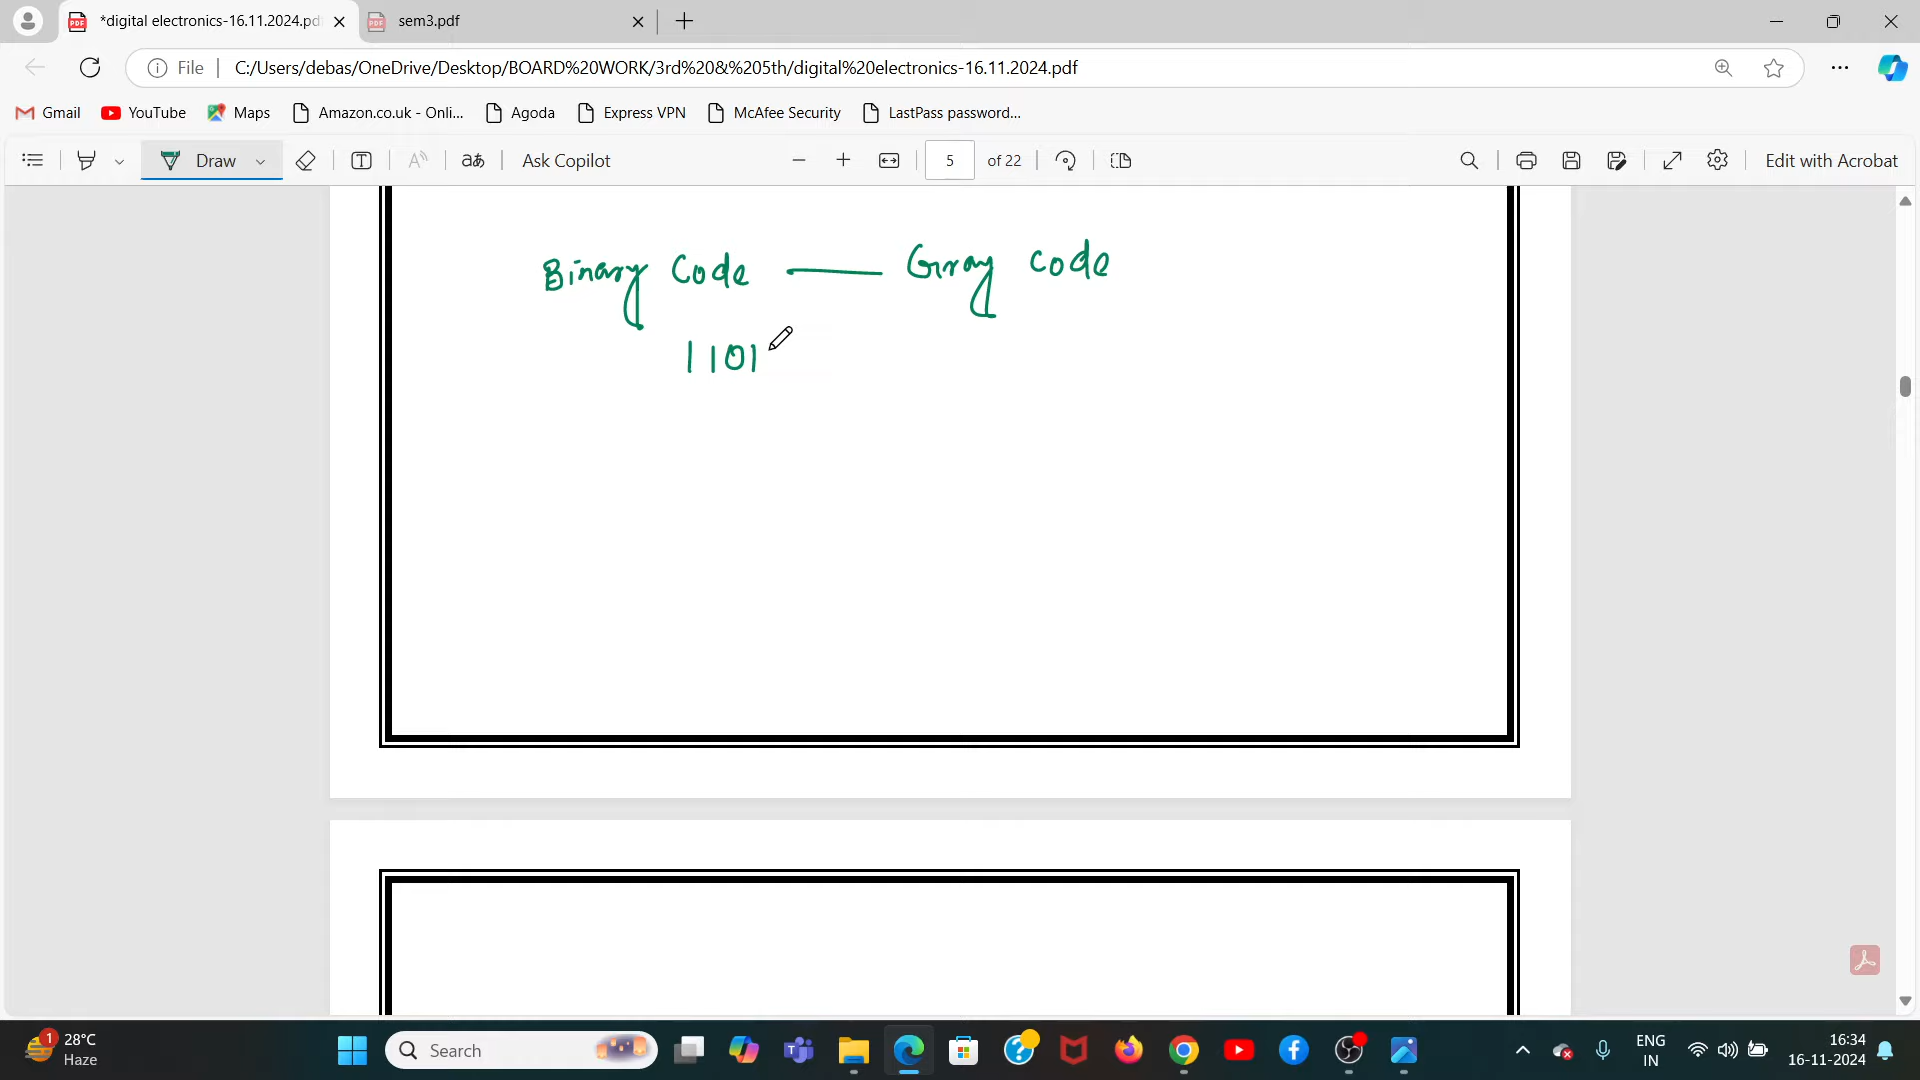 *digital electronics-16.11.2024.pd
sem3.pdf
File
C:/Users/debas/OneDrive/Desktop/BOARD%20WORK/3rd%20&%205th/digital%20electronics-16.11.2024.pdf
Gmail YouTube Maps Amazon.co.uk - Onli... Agoda Express VPN McAfee Security LastPass password...
Draw aあ Ask Copilot 5 of 22 Edit with Acrobat
Binary Code — Gray code
1101
1 28°C
Haze
Search
ENG
IN
16:34
16-11-2024